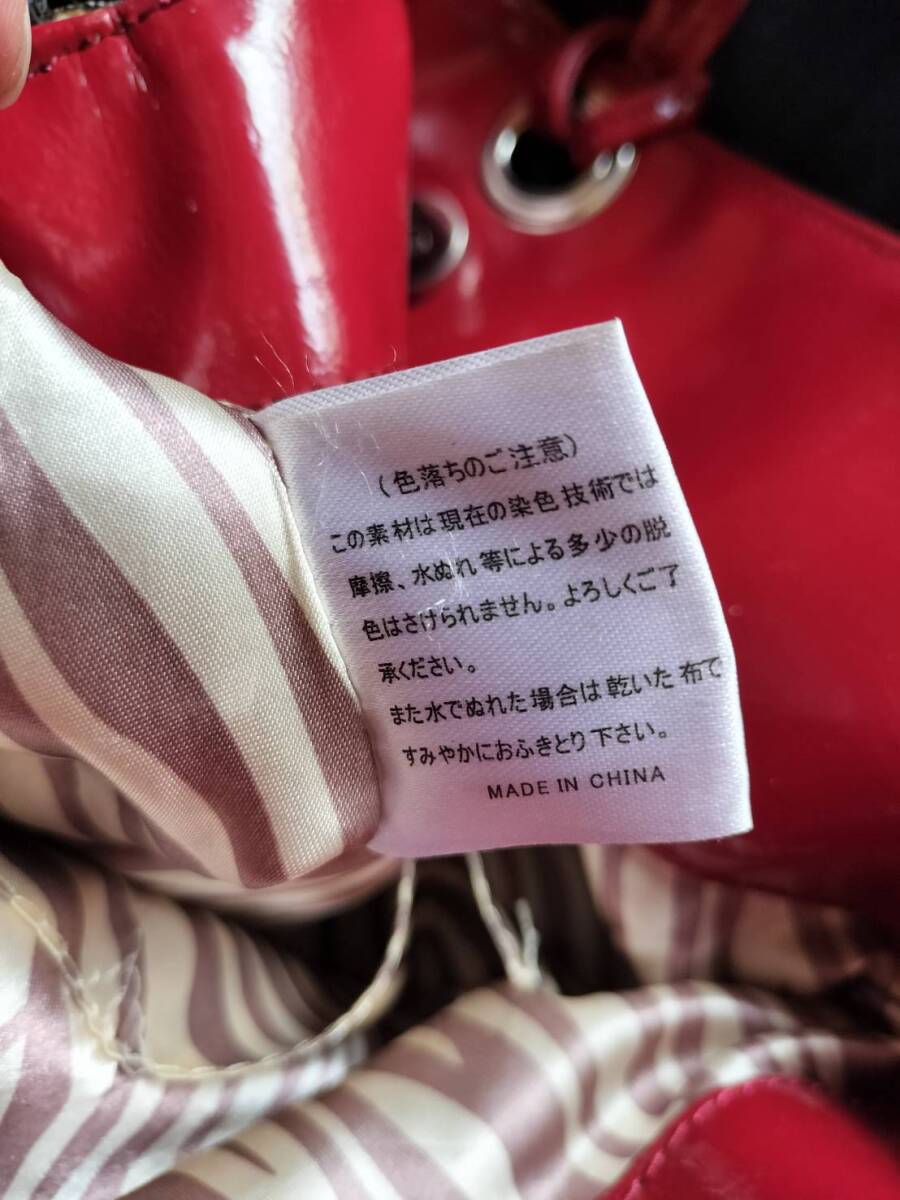 (色落ちのご注意)
この素材は現在の染色技術では
摩擦、水ぬれ等による多少の脱
色はさけられません。よろしくご了
承ください。
また水でぬれた場合は乾いた布で
すみやかにおふきとり下さい。
MADE IN CHINA